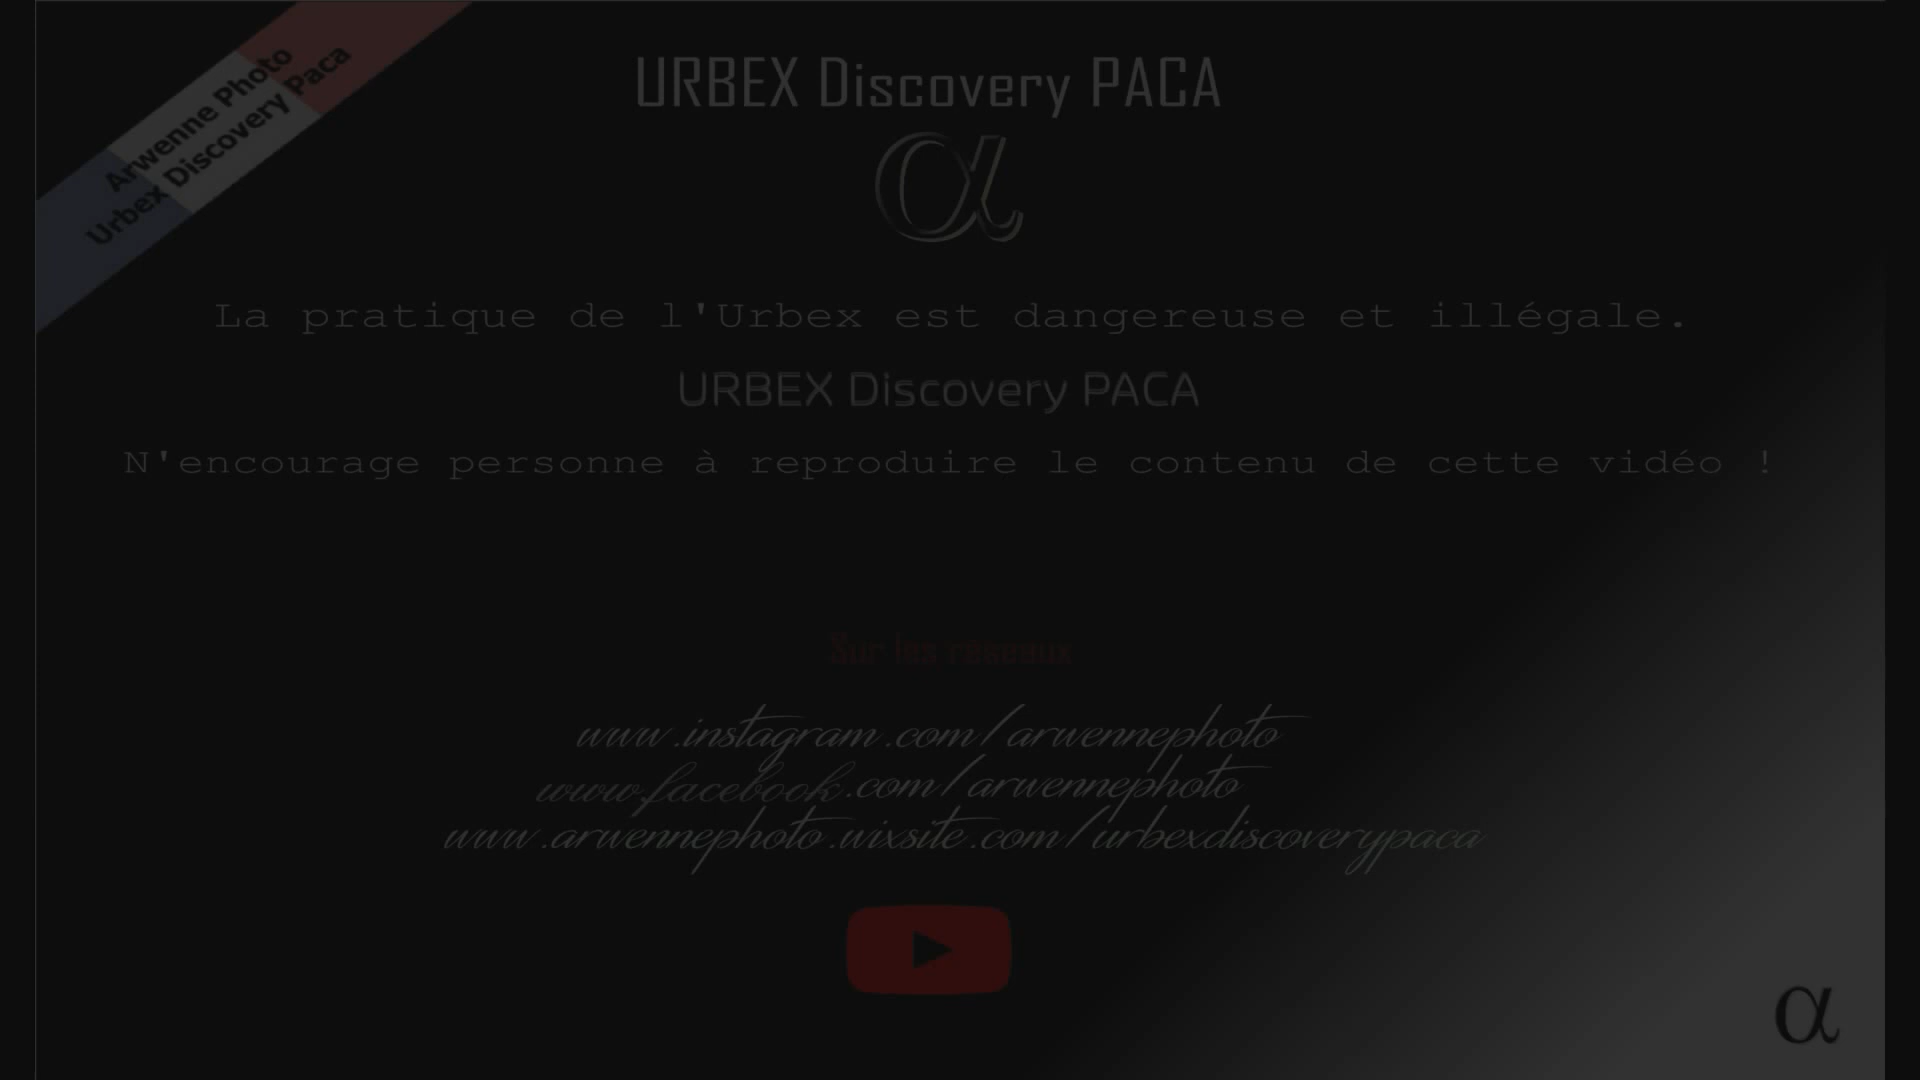 Arwenne Photo
Urbex Discovery Paca
URBEX Discovery PACA
α
La pratique de l'Urbex est dangereuse et illégale.
URBEX Discovery PACA
N'encourage personne à reproduire le contenu de cette vidéo !
Sur les réseaux
www.instagram.com/arwennephoto
www.facebook.com/arwennephoto
www.arwennephoto.wixsite.com/urbexdiscoverypaca
α